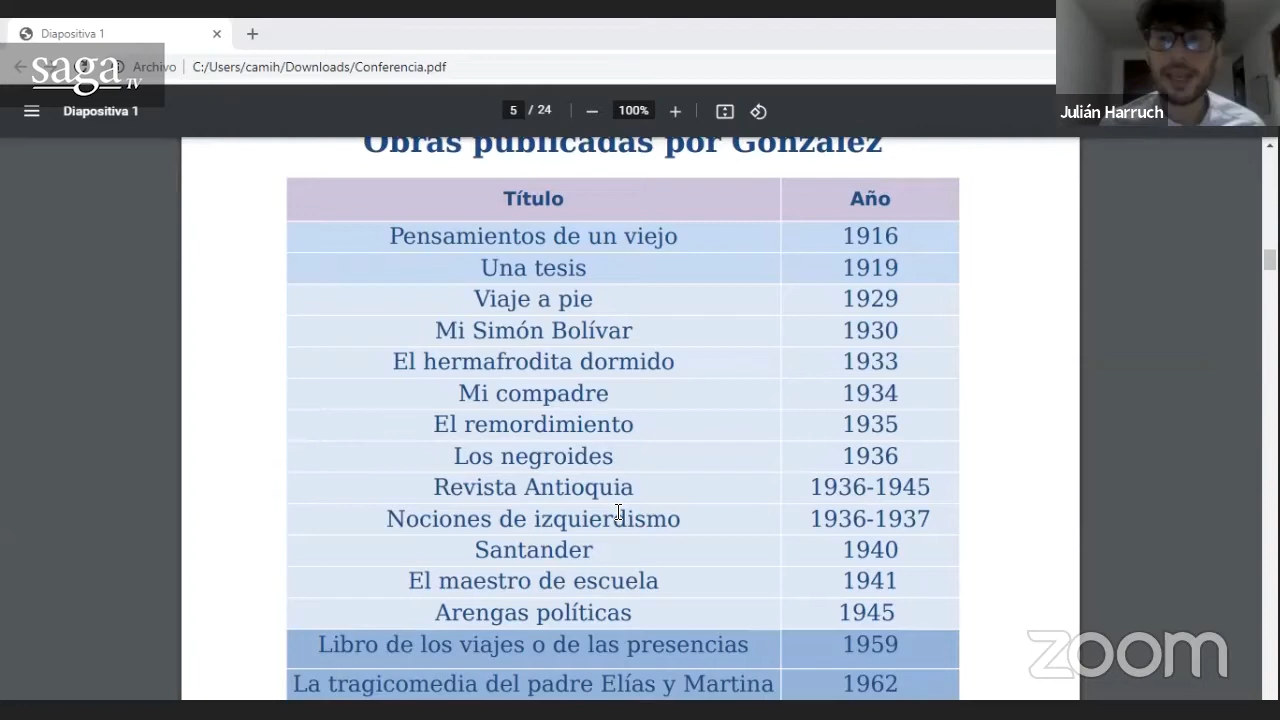 Diapositiva 1
saga TV
Archivo C:/Users/camih/Downloads/Conferencia.pdf
Julián Harruch
Diapositiva 1
5 / 24
100%
Obras publicadas por González
Título Año
Pensamientos de un viejo 1916
Una tesis 1919
Viaje a pie 1929
Mi Simón Bolívar 1930
El hermafrodita dormido 1933
Mi compadre 1934
El remordimiento 1935
Los negroides 1936
Revista Antioquia 1936-1945
Nociones de izquierdismo 1936-1937
Santander 1940
El maestro de escuela 1941
Arengas políticas 1945
Libro de los viajes o de las presencias 1959
La tragicomedia del padre Elías y Martina 1962
zoom